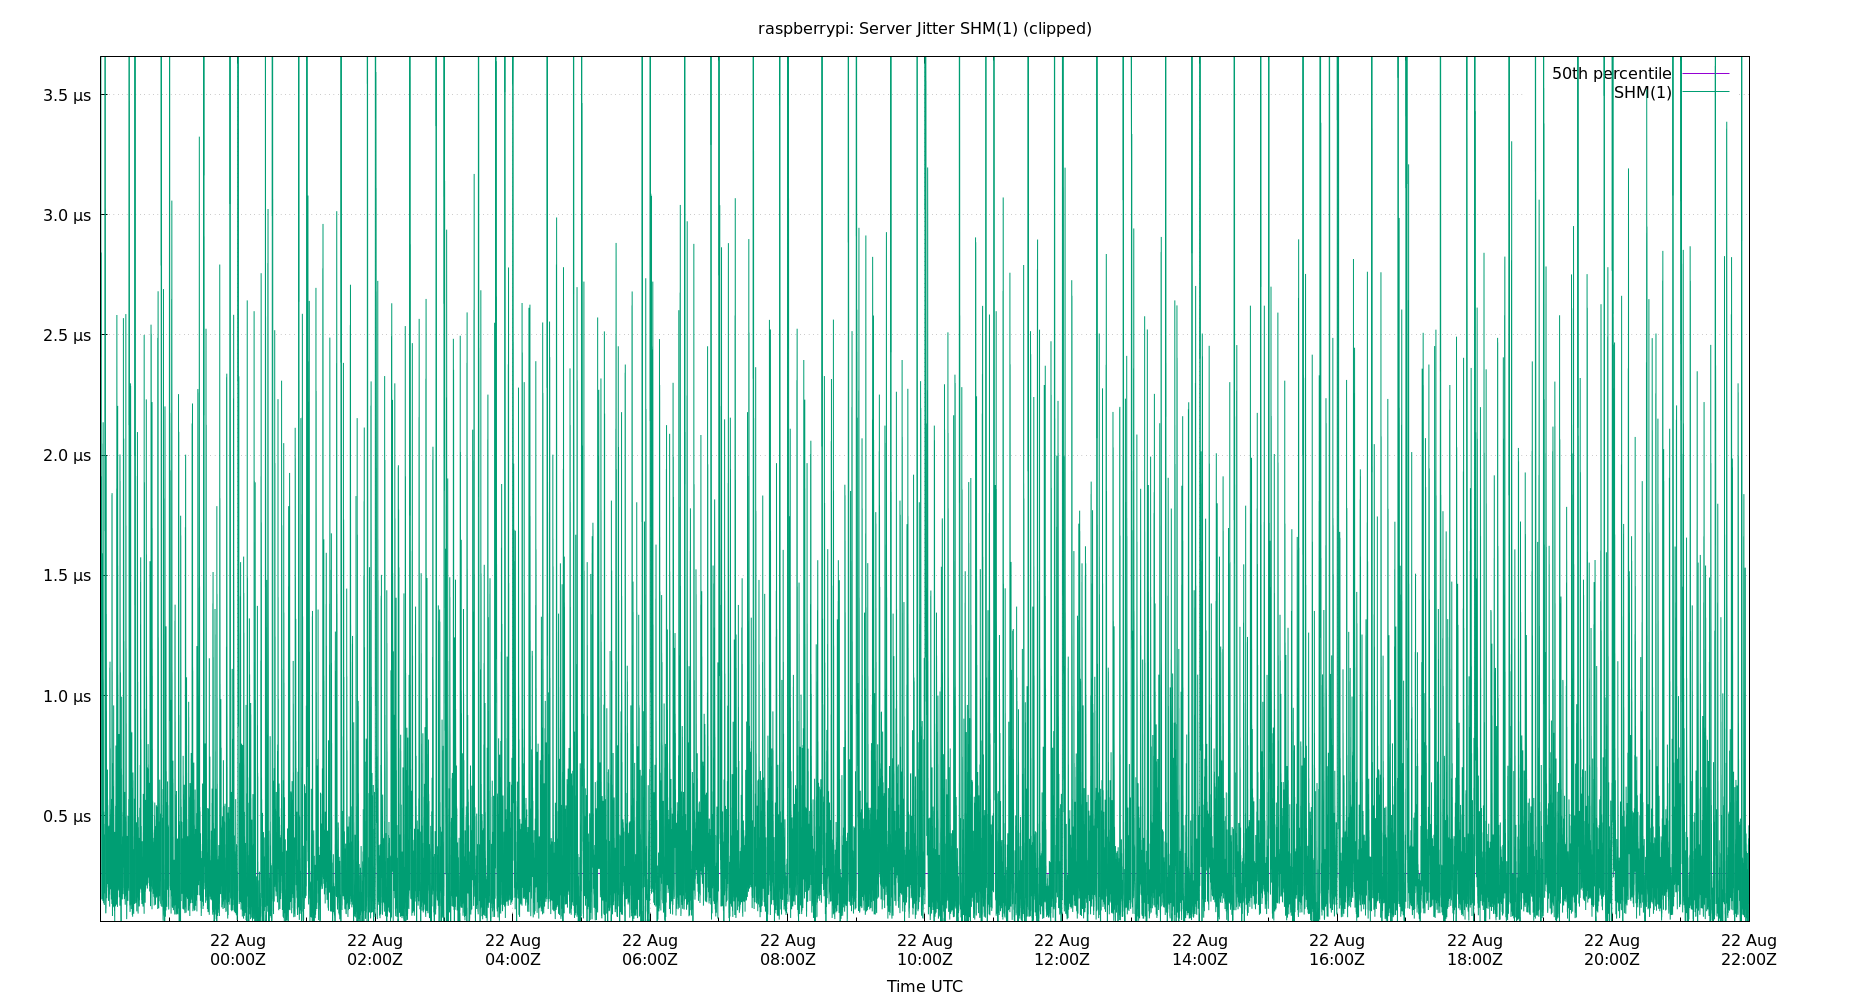 raspberrypi: Server Jitter SHM(1) (clipped)
50th percentile
SHM(1)
3.5 μs
3.0 μs
2.5 μs
2.0 μs
1.5 μs
1.0 μs
0.5 μs
22 Aug 22 Aug 22 Aug 22 Aug 22 Aug 22 Aug 22 Aug 22 Aug 22 Aug 22 Aug 22 Aug 22 Aug
00:00Z 02:00Z 04:00Z 06:00Z 08:00Z 10:00Z 12:00Z 14:00Z 16:00Z 18:00Z 20:00Z 22:00Z
Time UTC